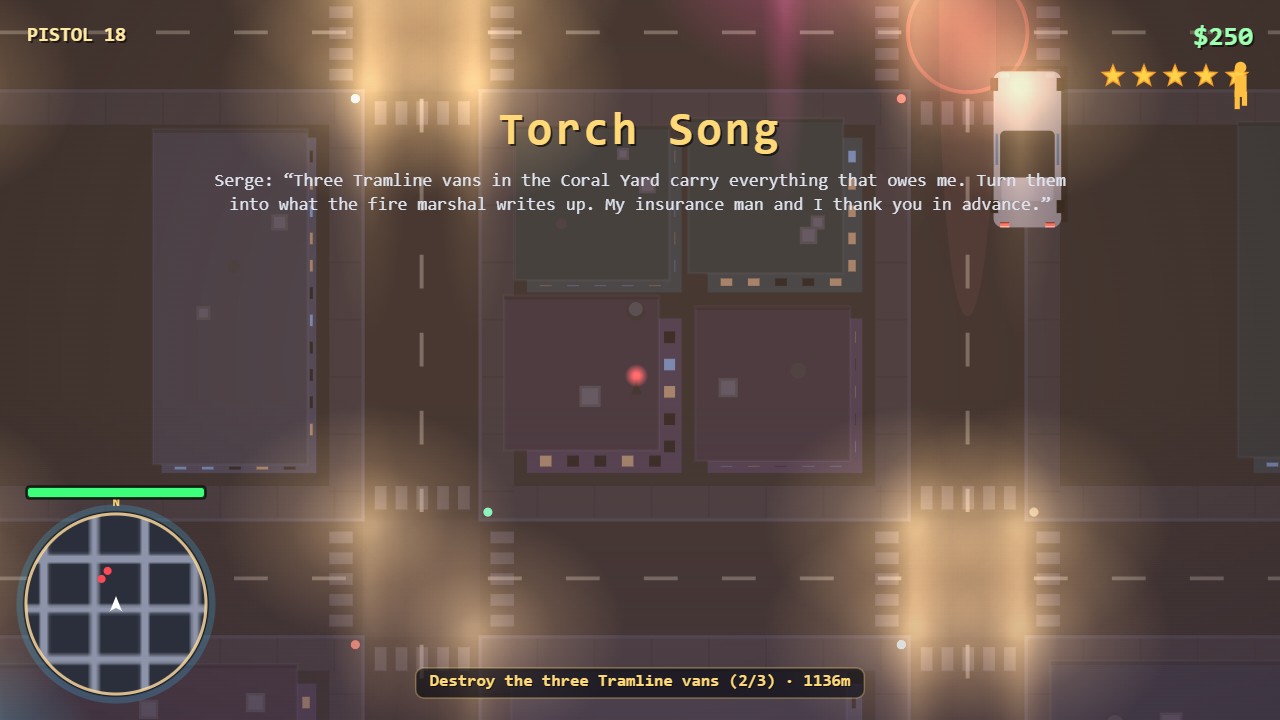 PISTOL 18
$250
Torch Song
Serge: “Three Tramline vans in the Coral Yard carry everything that owes me. Turn them
into what the fire marshal writes up. My insurance man and I thank you in advance.”
N
Destroy the three Tramline vans (2/3) · 1136m